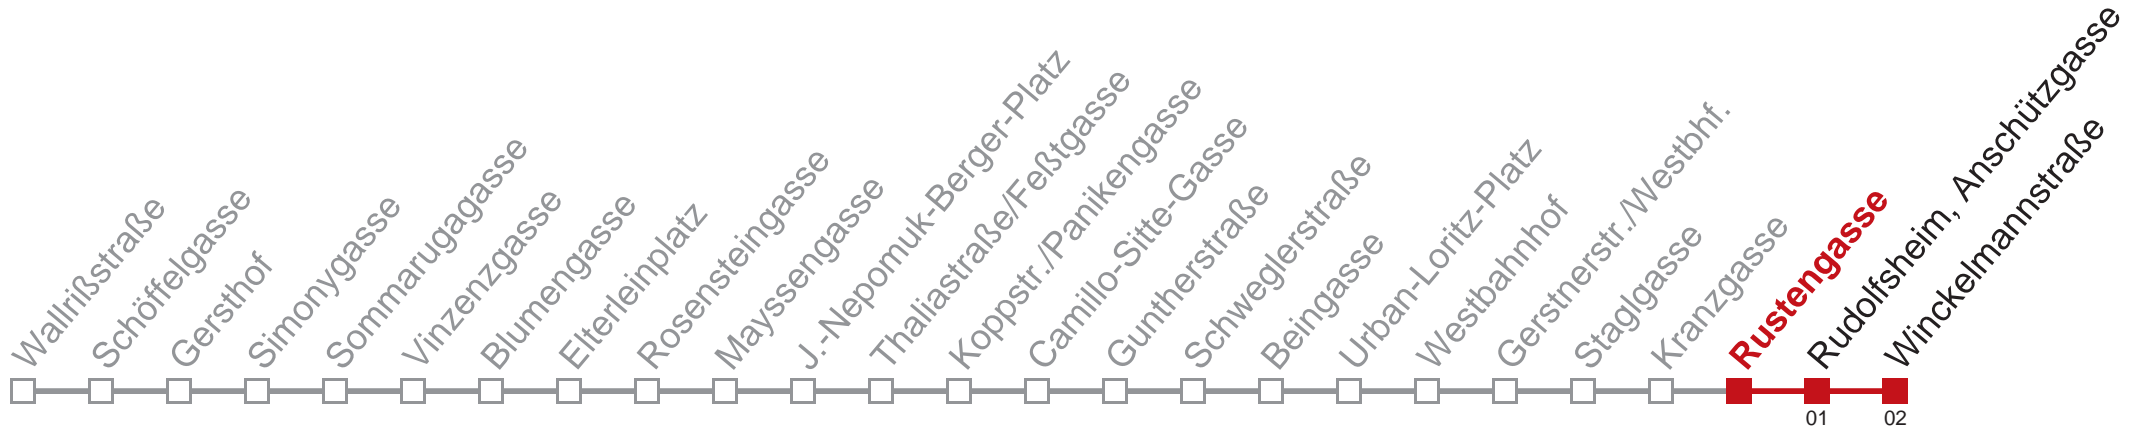 Wallrißstraße
Schöffelgasse
Gersthof
Simonygasse
Sommarugagasse
Vinzenzgasse
Blumengasse
Elterleinplatz
Rosensteingasse
Mayssengasse
J.-Nepomuk-Berger-Platz
Thaliastraße/Feßtgasse
Koppstr./Panikengasse
Camillo-Sitte-Gasse
Guntherstraße
Schweglerstraße
Beingasse
Urban-Loritz-Platz
Westbahnhof
Gerstnerstr./Westbhf.
Staglgasse
Kranzgasse
Rustengasse
Rudolfsheim, Anschützgasse
Winckelmannstraße
01
02